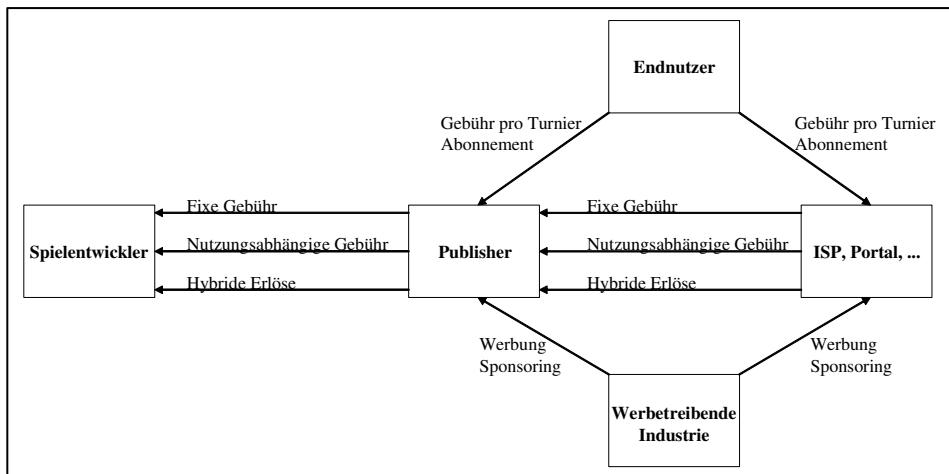 Endnutzer
Gebühr pro Turnier
Abonnement
Gebühr pro Turnier
Abonnement
Spielentwickler
Fixe Gebühr
Nutzungsabhängige Gebühr
Hybride Erlöse
Publisher
Fixe Gebühr
Nutzungsabhängige Gebühr
Hybride Erlöse
ISP, Portal, ...
Werbung
Sponsoring
Werbung
Sponsoring
Werbetreibende
Industrie